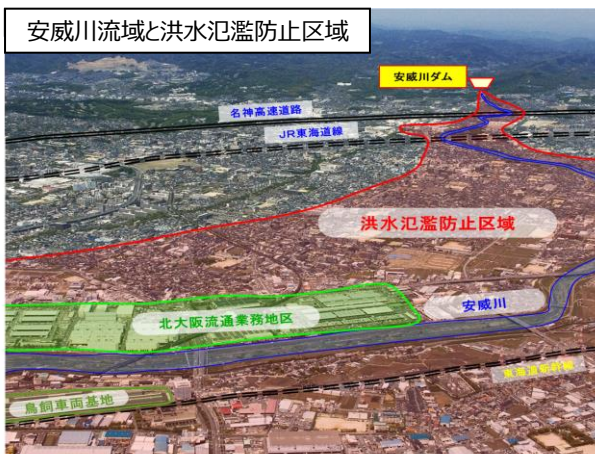 安威川流域と洪水氾濫防止区域
安威川ダム
名神高速道路
JR東海道線
洪水氾濫防止区域
安威川
北大阪流通業務地区
東海道新幹線
鳥飼車両基地